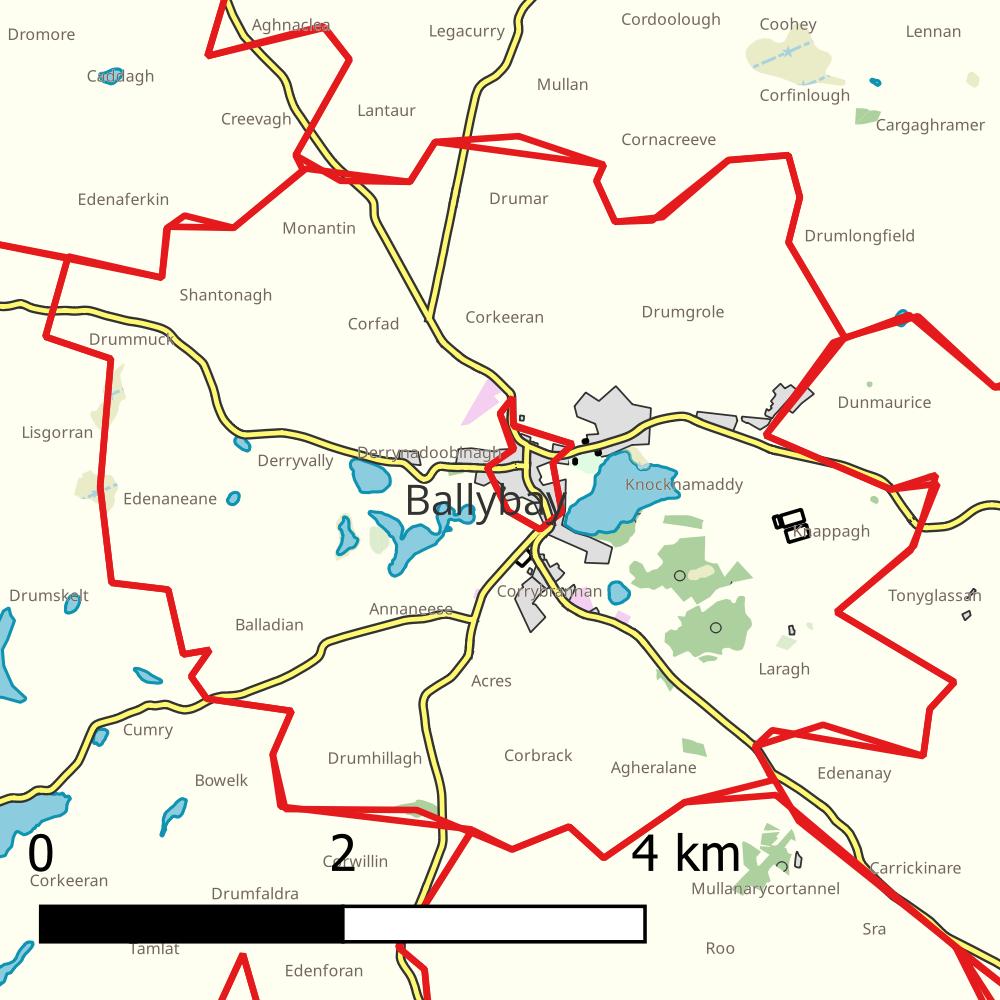 Dromore
Aghnaclea
Legacurry
Cordoolough
Coohey
Lennan
Caddagh
Mullan
Corfinlough
Creevagh
Lantaur
Cargaghramer
Cornacreeve
Edenaferkin
Monantin
Drumar
Drumlongfield
Shantonagh
Corfad
Corkeeran
Drumgrole
Drummuck
Dunmaurice
Lisgorran
Derryvally
Derrynadoobinagh
Edenaneane
Ballybay
Knocknamaddy
Knappagh
Drumskelt
Annaneese
Corrybrannan
Tonyglassan
Balladian
Laragh
Acres
Cumry
Drumhillagh
Corbrack
Agheralane
Edenanay
Bowelk
0
2
4 km
Corwillin
Carrickinare
Corkeeran
Drumfaldra
Mullanarycortannel
Sra
Tamlat
Roo
Edenforan